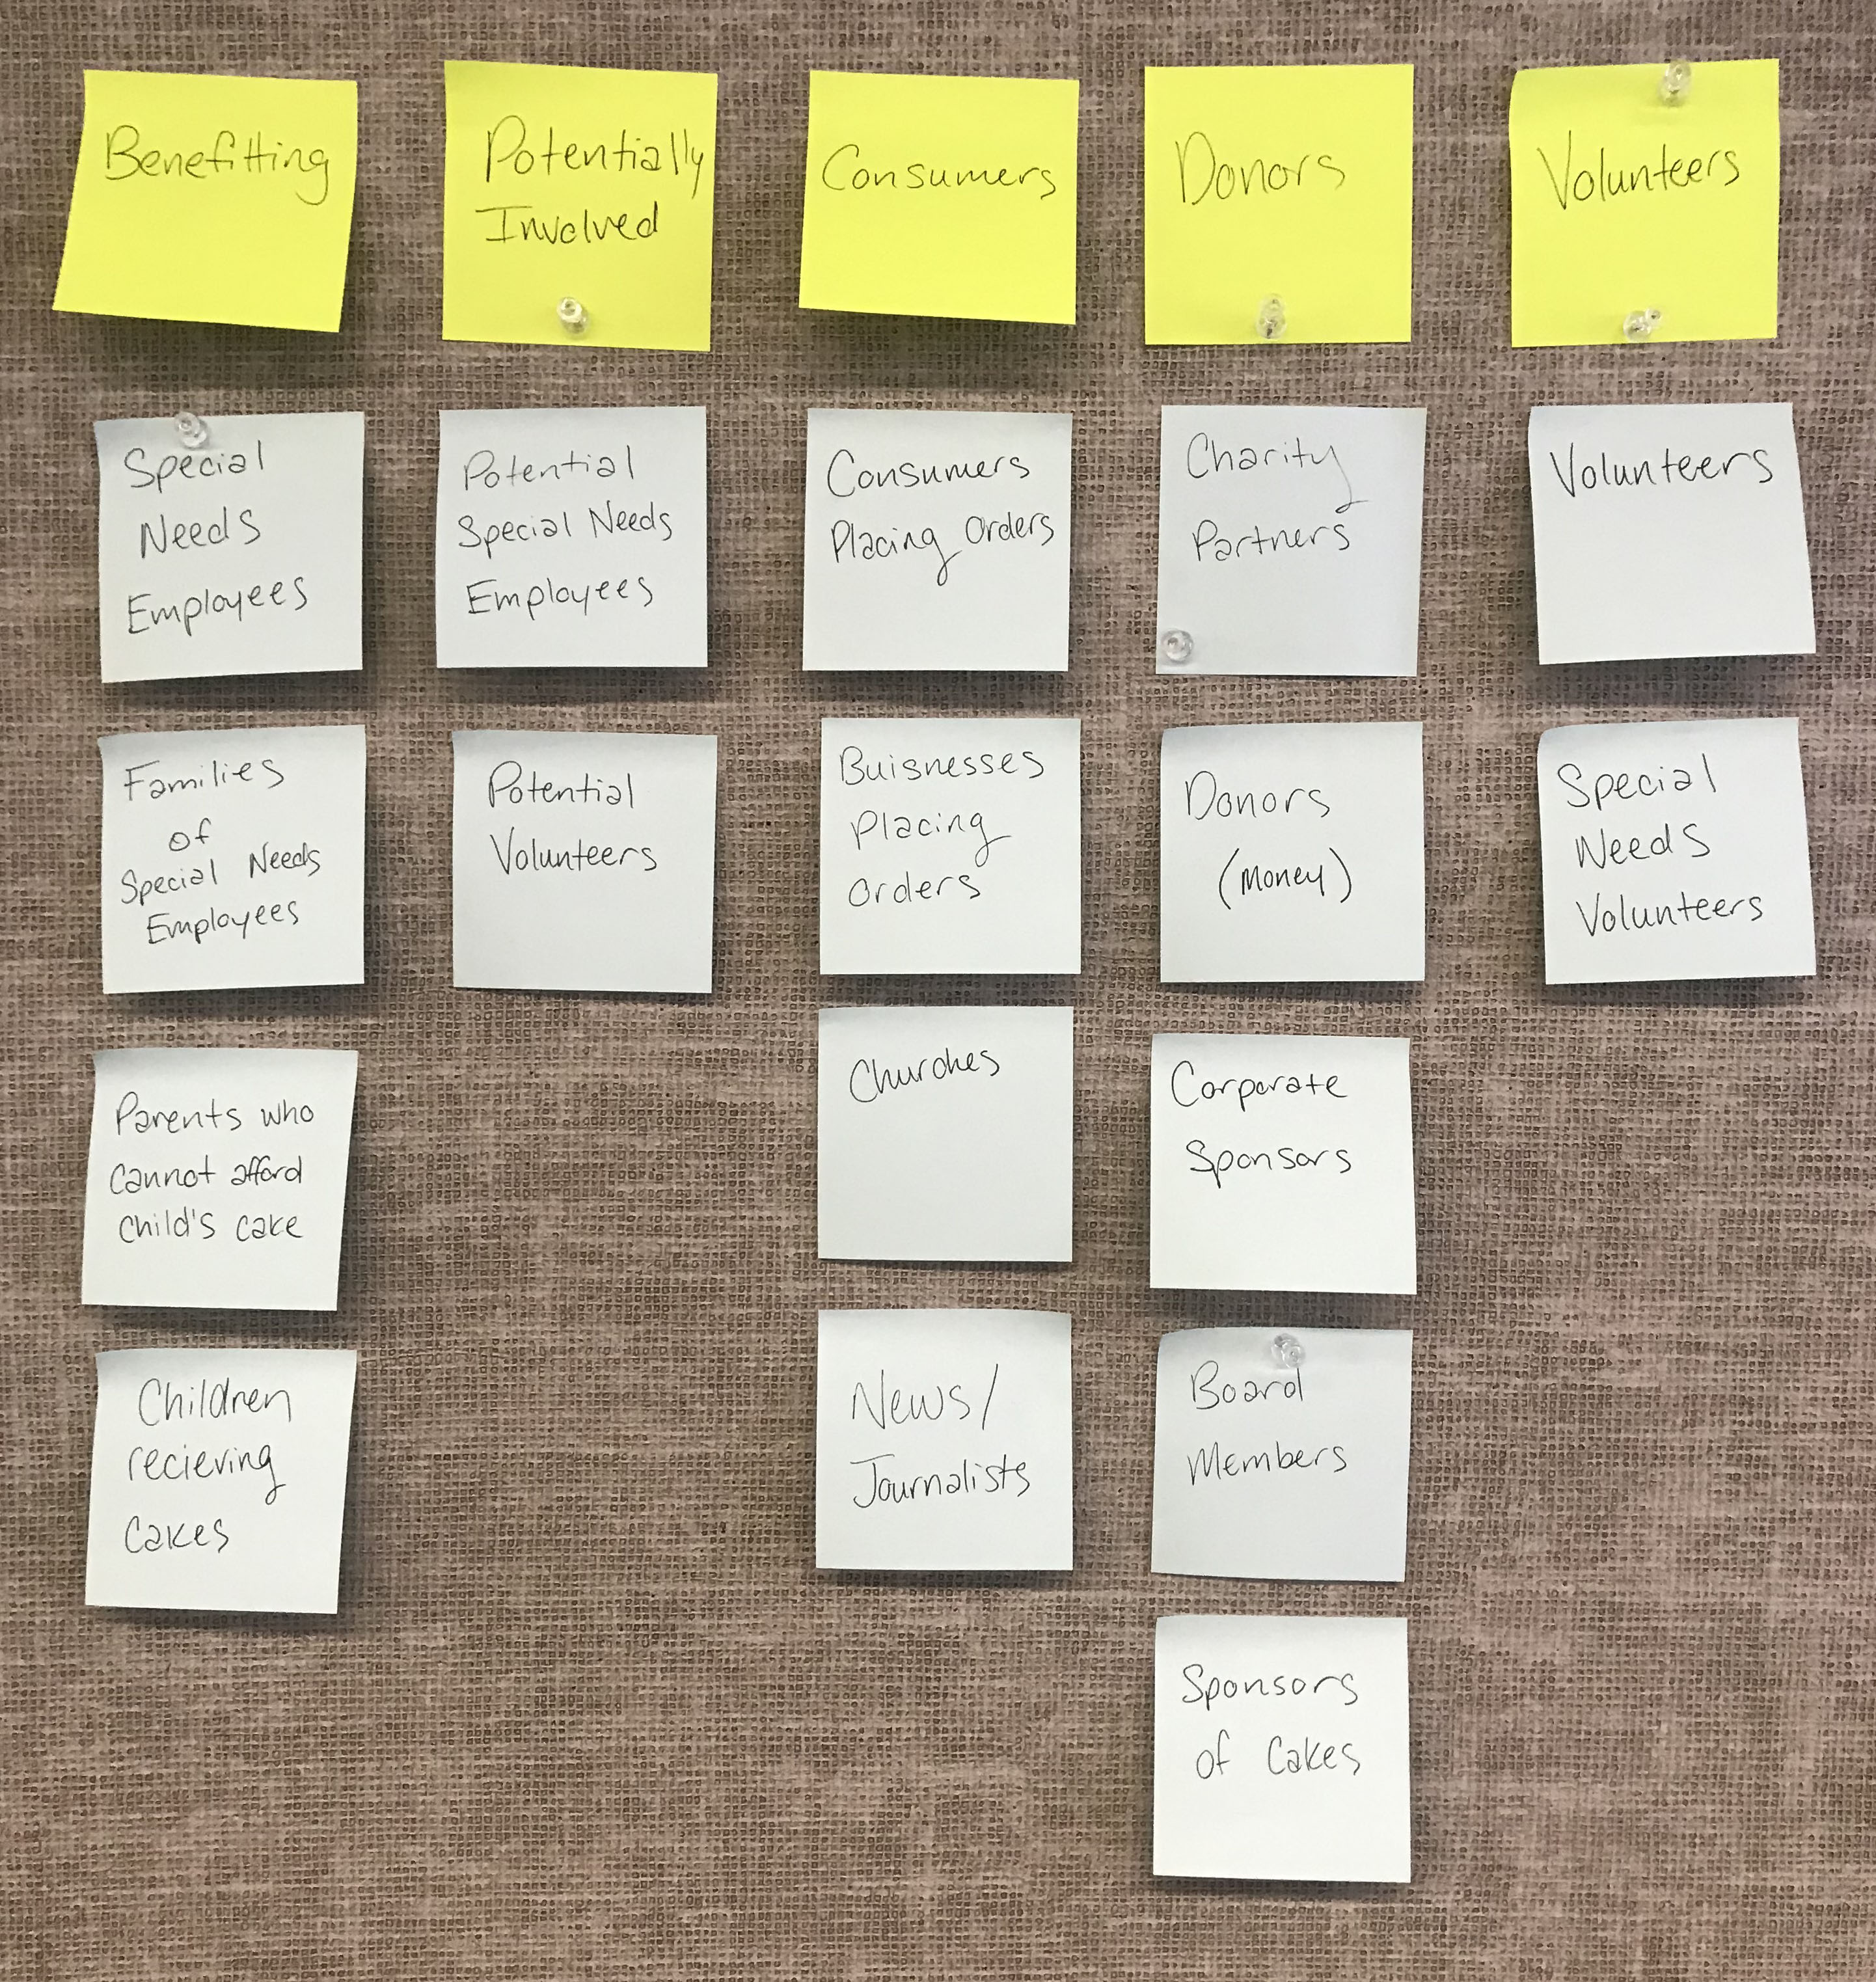 Benefitting
Potentially
Involved
Consumers
Donors
Volunteers
Special
Needs
Employees
Families
of
Special Needs
Employees
Parents who
cannot afford
child's cake
Children
recieving
Cakes
Potential
Special Needs
Employees
Potential
Volunteers
Consumers
Placing Orders
Buisnesses
Placing
Orders
Churches
News/
Journalists
Charity
Partners
Donors
(Money)
Corporate
Sponsors
Board
Members
Sponsors
of Cakes
Volunteers
Special
Needs
Volunteers